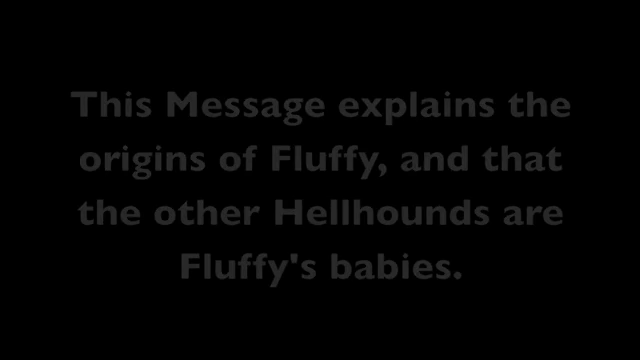 This Message explains the
origins of Fluffy, and that
the other Hellhounds are
Fluffy's babies.